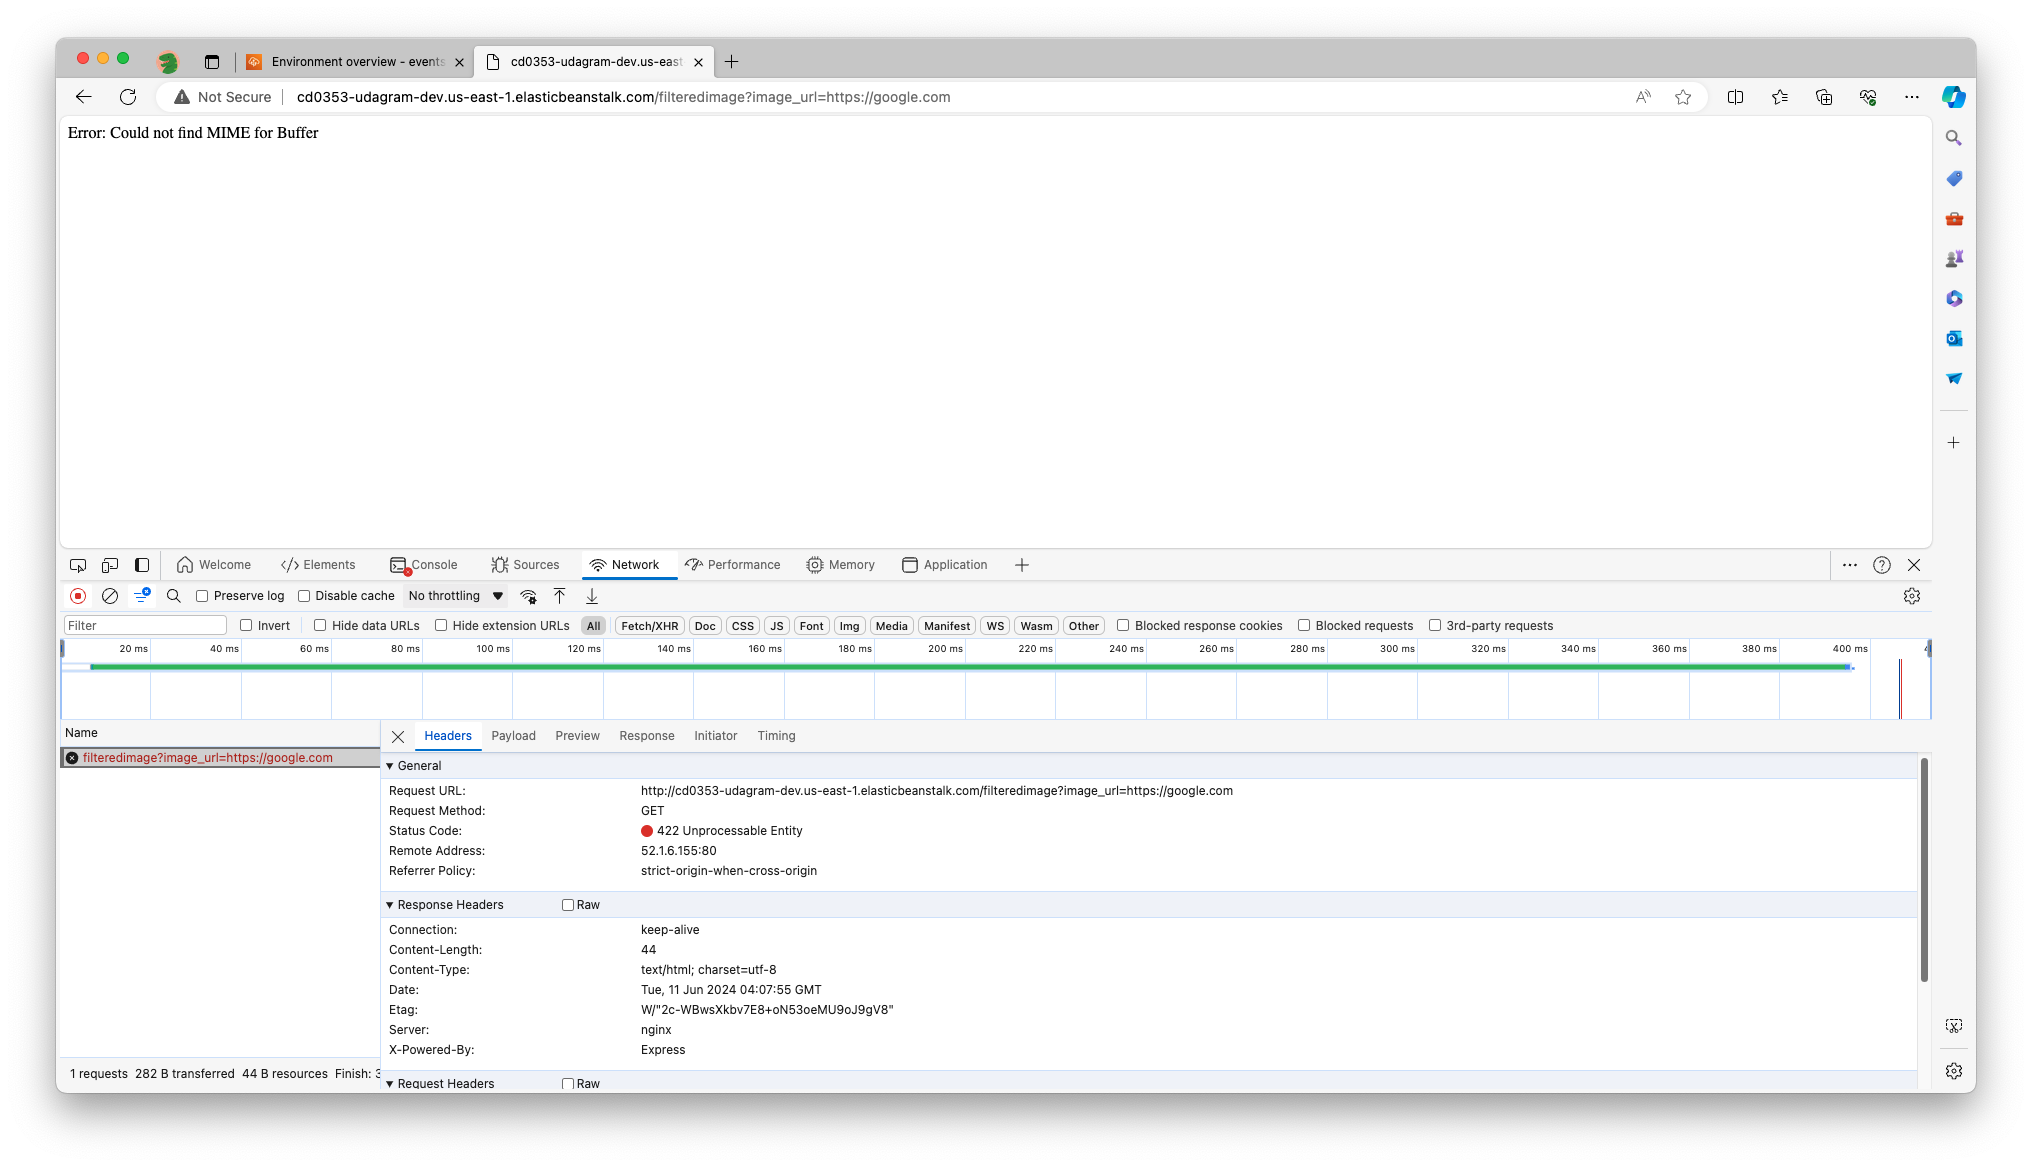 Environment overview - events
cd0353-udagram-dev.us-east
Not Secure
cd0353-udagram-dev.us-east-1.elasticbeanstalk.com/filteredimage?image_url=https://google.com
Error: Could not find MIME for Buffer
Welcome </> Elements Console Sources Network Performance Memory Application
Preserve log Disable cache No throttling
Filter Invert Hide data URLs Hide extension URLs All Fetch/XHR Doc CSS JS Font Img Media Manifest WS Wasm Other Blocked response cookies Blocked requests 3rd-party requests
20 ms 40 ms 60 ms 80 ms 100 ms 120 ms 140 ms 160 ms 180 ms 200 ms 220 ms 240 ms 260 ms 280 ms 300 ms 320 ms 340 ms 360 ms 380 ms 400 ms
Name
filteredimage?image_url=https://google.com
Headers Payload Preview Response Initiator Timing
General
Request URL: http://cd0353-udagram-dev.us-east-1.elasticbeanstalk.com/filteredimage?image_url=https://google.com
Request Method: GET
Status Code: 422 Unprocessable Entity
Remote Address: 52.1.6.155:80
Referrer Policy: strict-origin-when-cross-origin
Response Headers Raw
Connection: keep-alive
Content-Length: 44
Content-Type: text/html; charset=utf-8
Date: Tue, 11 Jun 2024 04:07:55 GMT
Etag: W/"2c-WBwsXkbv7E8+oN53oeMU9oJ9gV8"
Server: nginx
X-Powered-By: Express
Request Headers Raw
1 requests 282 B transferred 44 B resources Finish: